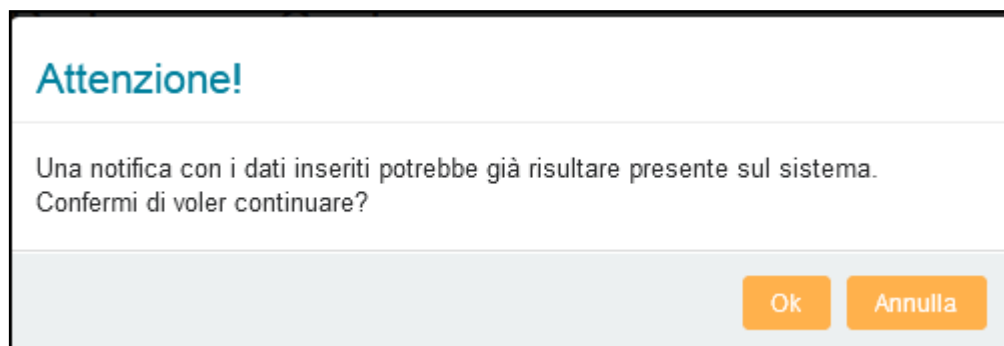 Attenzione!
Una notifica con i dati inseriti potrebbe già risultare presente sul sistema.
Confermi di voler continuare?
Ok Annulla